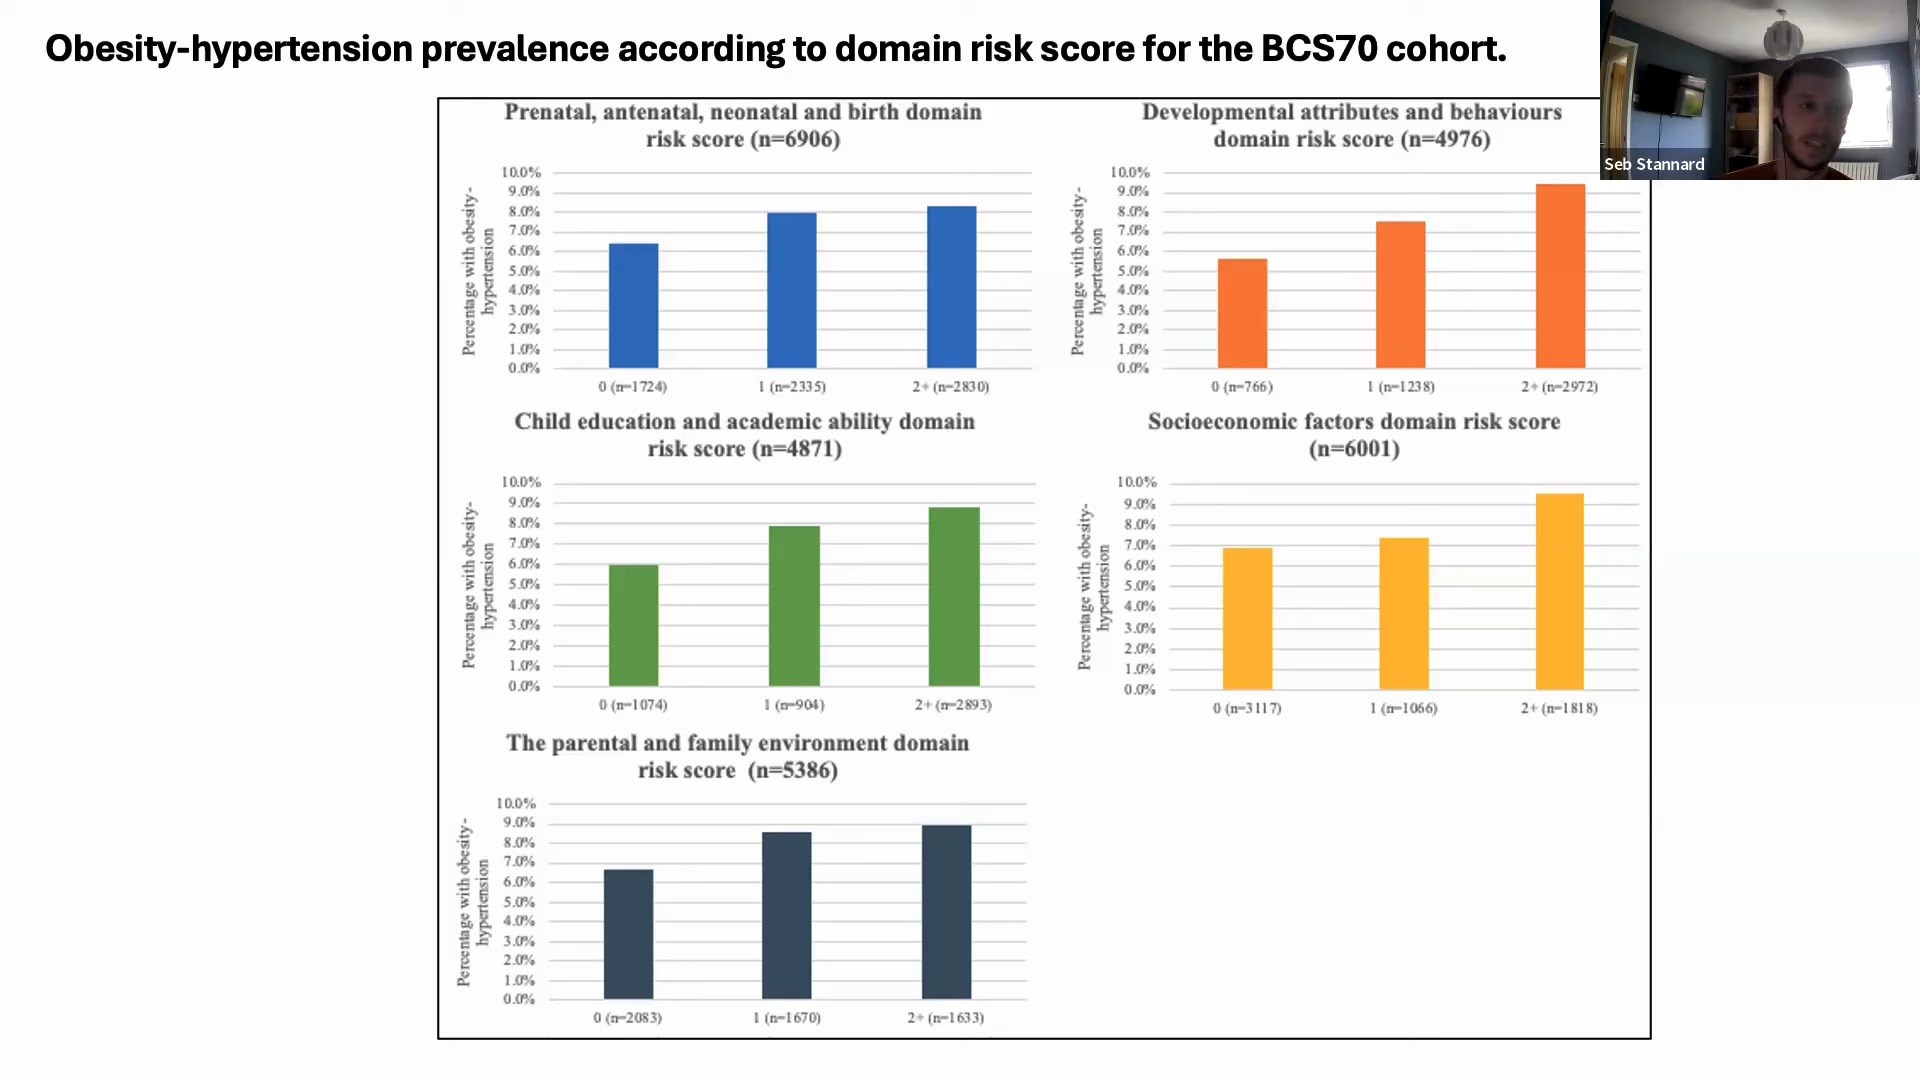 Obesity-hypertension prevalence according to domain risk score for the BCS70 cohort.
Seb Stannard
Prenatal, antenatal, neonatal and birth domain
risk score (n=6906)
Percentage with obesity-
hypertension
10.0%
9.0%
8.0%
7.0%
6.0%
5.0%
4.0%
3.0%
2.0%
1.0%
0.0%
0 (n=1724)
1 (n=2335)
2+ (n=2830)
Developmental attributes and behaviours
domain risk score (n=4976)
Percentage with obesity-
hypertension
10.0%
9.0%
8.0%
7.0%
6.0%
5.0%
4.0%
3.0%
2.0%
1.0%
0.0%
0 (n=766)
1 (n=1238)
2+ (n=2972)
Child education and academic ability domain
risk score (n=4871)
Percentage with obesity-
hypertension
10.0%
9.0%
8.0%
7.0%
6.0%
5.0%
4.0%
3.0%
2.0%
1.0%
0.0%
0 (n=1074)
1 (n=904)
2+ (n=2893)
Socioeconomic factors domain risk score
(n=6001)
Percentage with obesity-
hypertension
10.0%
9.0%
8.0%
7.0%
6.0%
5.0%
4.0%
3.0%
2.0%
1.0%
0.0%
0 (n=3117)
1 (n=1066)
2+ (n=1818)
The parental and family environment domain
risk score (n=5386)
Percentage with obesity-
hypertension
10.0%
9.0%
8.0%
7.0%
6.0%
5.0%
4.0%
3.0%
2.0%
1.0%
0.0%
0 (n=2083)
1 (n=1670)
2+ (n=1633)